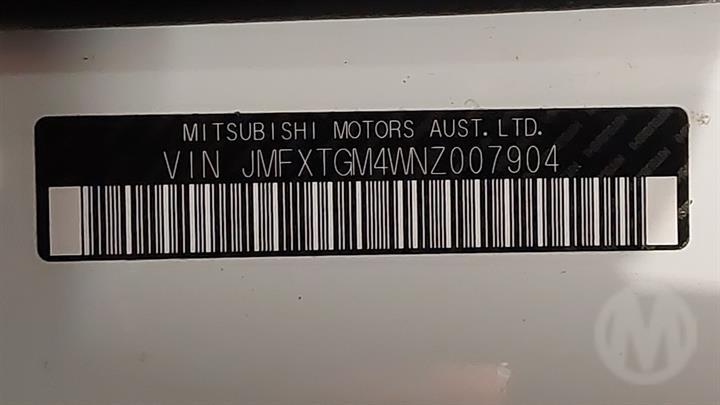 MITSUBISHI MOTORS AUST. LTD.
VIN JMFXTGM4WNZ007904
M